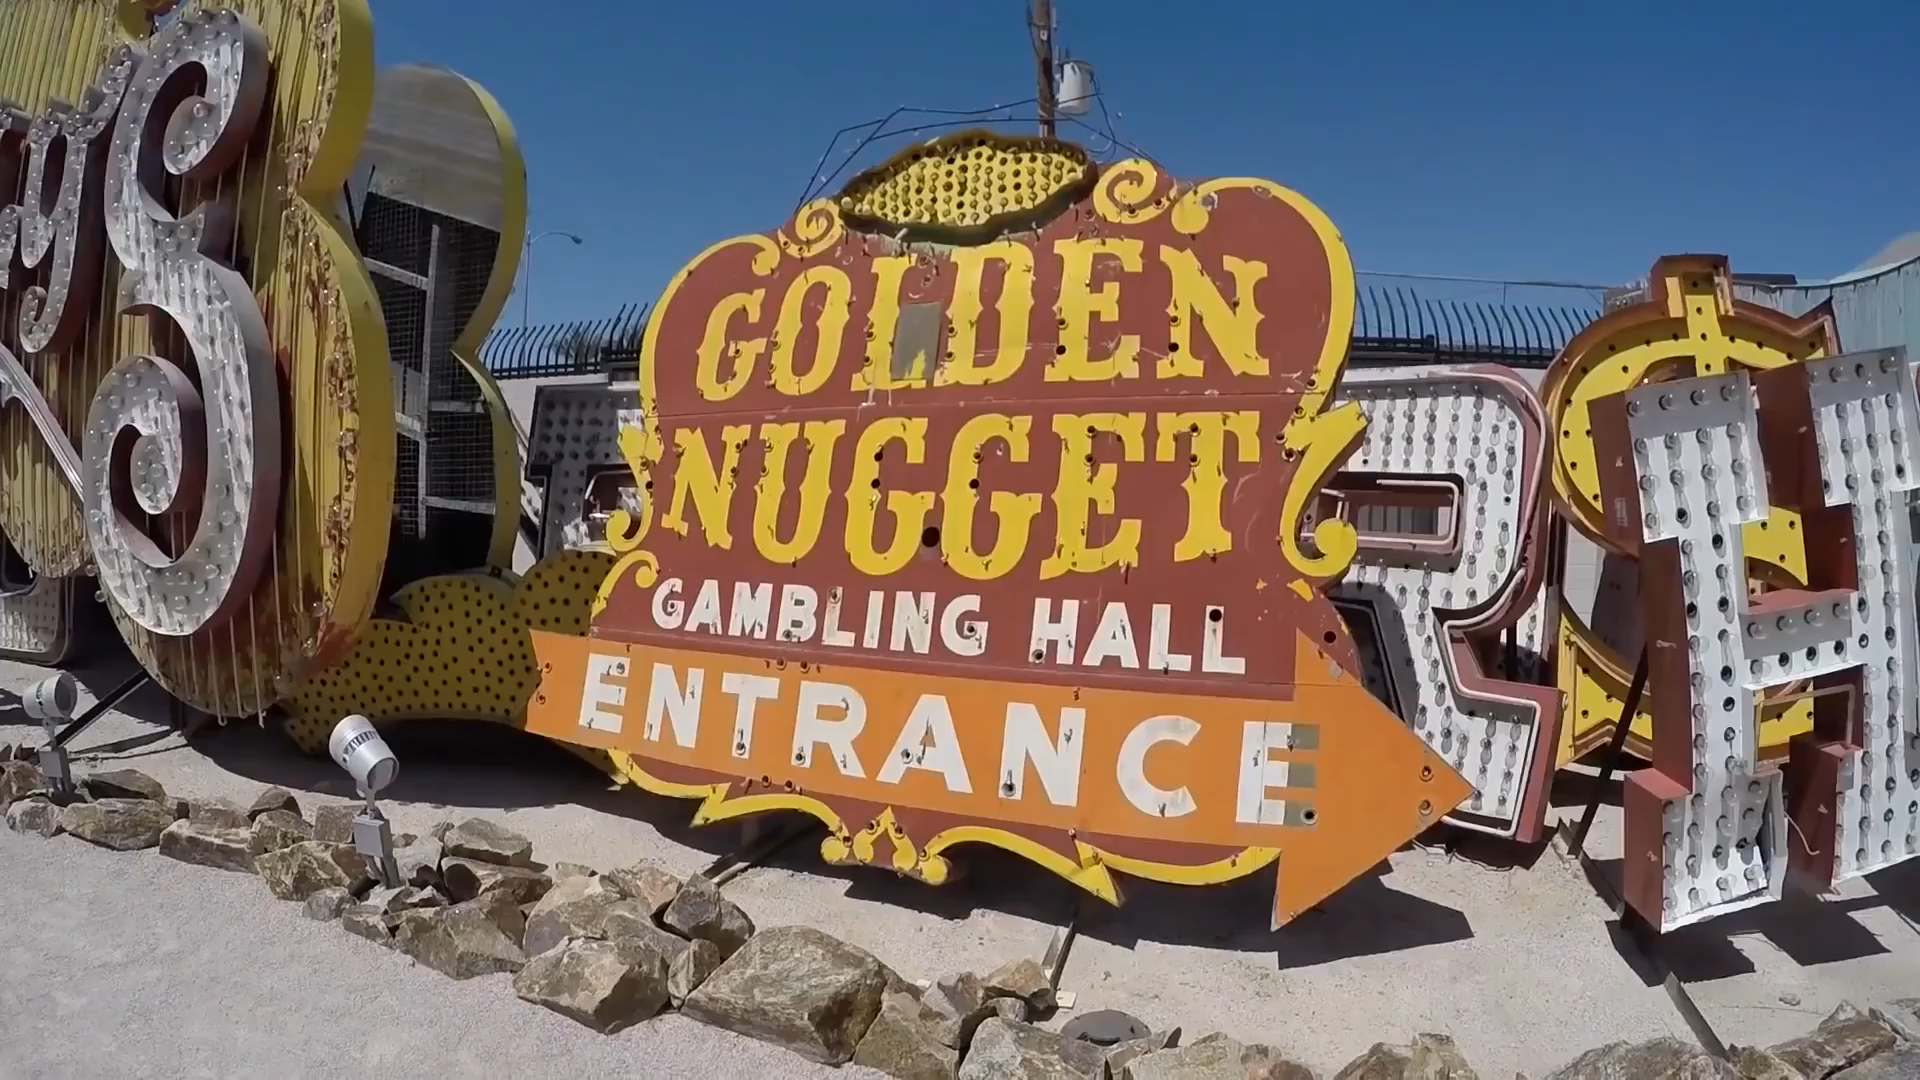 GOLDEN
NUGGET
GAMBLING HALL
ENTRANCE
R
H